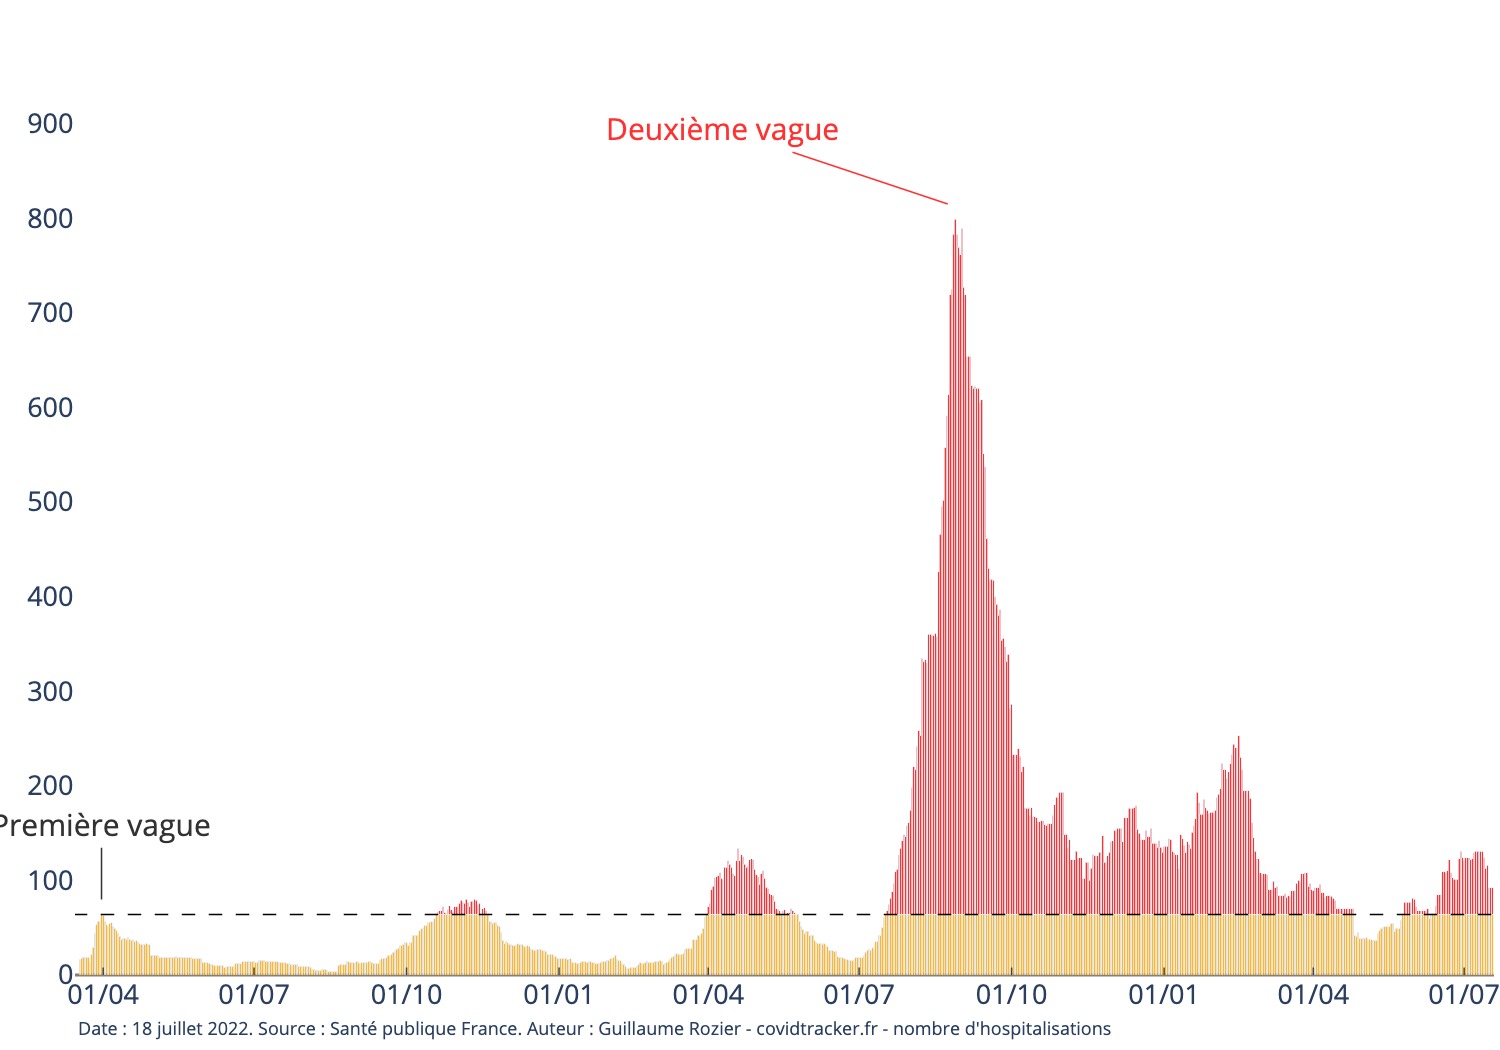 900
Deuxième vague
800
700
600
500
400
300
200
Première vague
100
0
01/04 01/07 01/10 01/01 01/04 01/07 01/10 01/01 01/04 01/07
Date : 18 juillet 2022. Source : Santé publique France. Auteur : Guillaume Rozier - covidtracker.fr - nombre d'hospitalisations